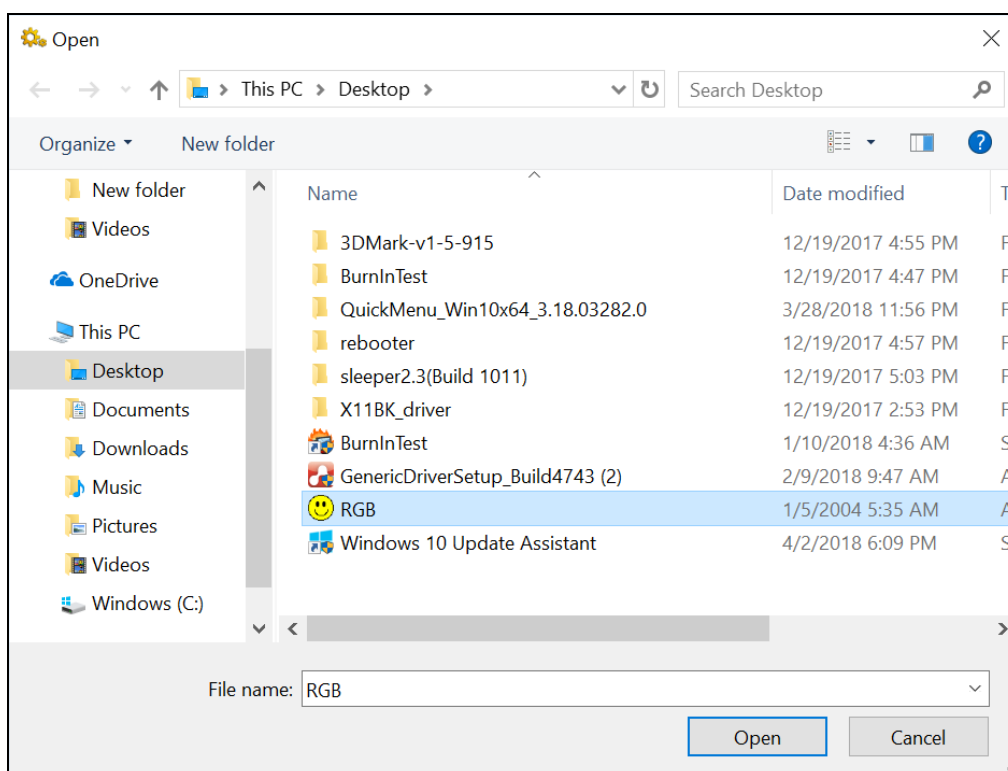 Open
This PC > Desktop >
Search Desktop
Organize
New folder
?
New folder
Videos
OneDrive
This PC
Desktop
Documents
Downloads
Music
Pictures
Videos
Windows (C:)
Name Date modified T
3DMark-v1-5-915 12/19/2017 4:55 PM F
BurnInTest 12/19/2017 4:47 PM F
QuickMenu_Win10x64_3.18.03282.0 3/28/2018 11:56 PM F
rebooter 12/19/2017 4:57 PM F
sleeper2.3(Build 1011) 12/19/2017 5:03 PM F
X11BK_driver 12/19/2017 2:53 PM F
BurnInTest 1/10/2018 4:36 AM S
GenericDriverSetup_Build4743 (2) 2/9/2018 9:47 AM A
RGB 1/5/2004 5:35 AM A
Windows 10 Update Assistant 4/2/2018 6:09 PM S
File name: RGB
Open Cancel